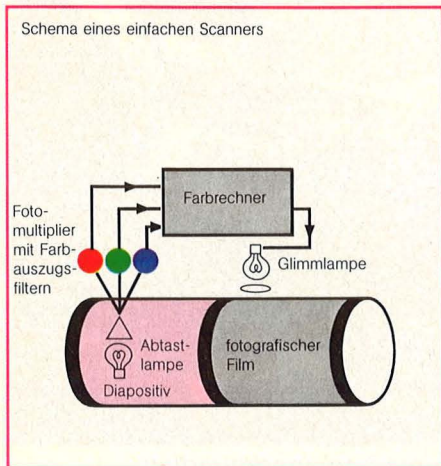 Schema eines einfachen Scanners
Farbrechner
Foto-
multiplier
mit Farb-
auszugs-
filtern
Glimmlampe
Abtast-
lampe
Diapositiv
fotografischer
Film